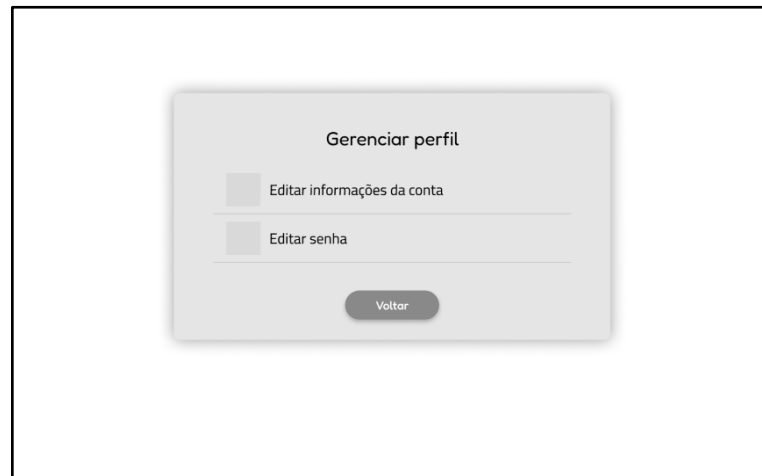 Gerenciar perfil
Editar informações da conta
Editar senha
Voltar